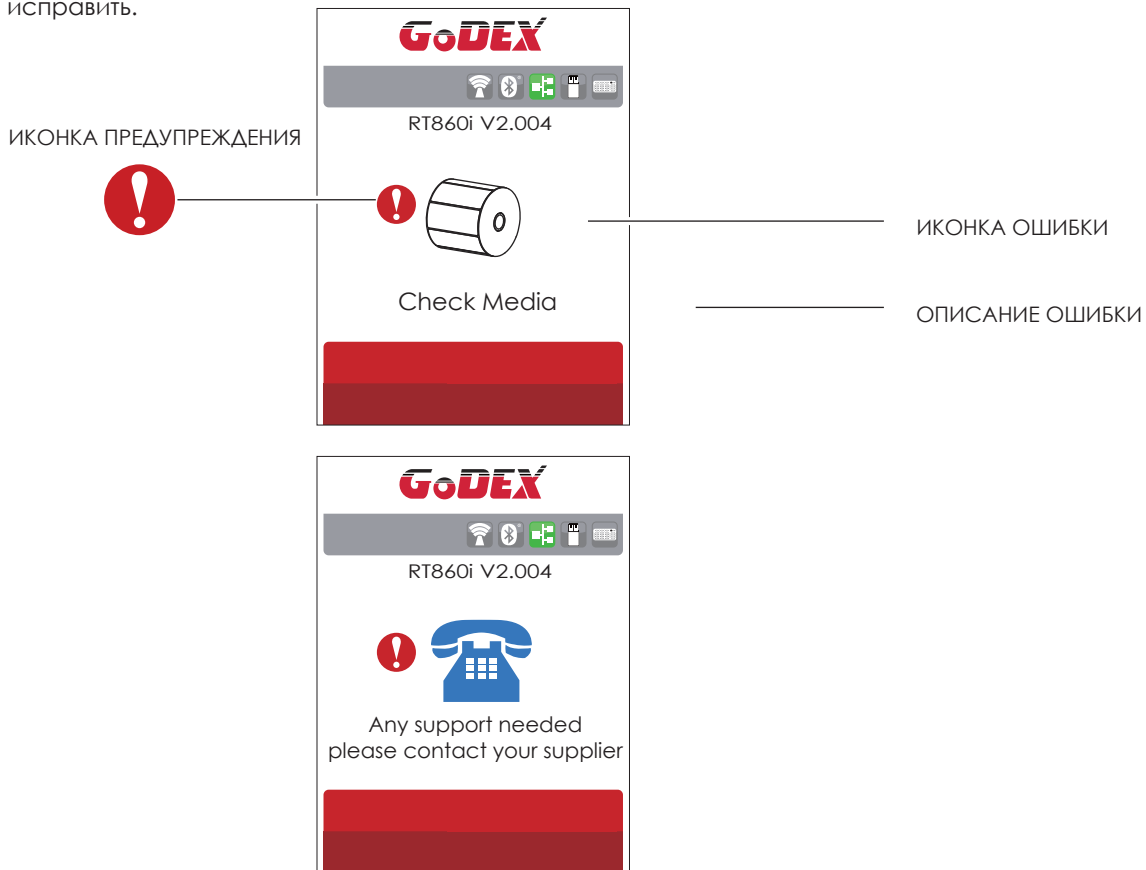 исправить.
GoDEX
RT860i V2.004
ИКОНКА ПРЕДУПРЕЖДЕНИЯ
ИКОНКА ОШИБКИ
Check Media
ОПИСАНИЕ ОШИБКИ
GoDEX
RT860i V2.004
Any support needed
please contact your supplier